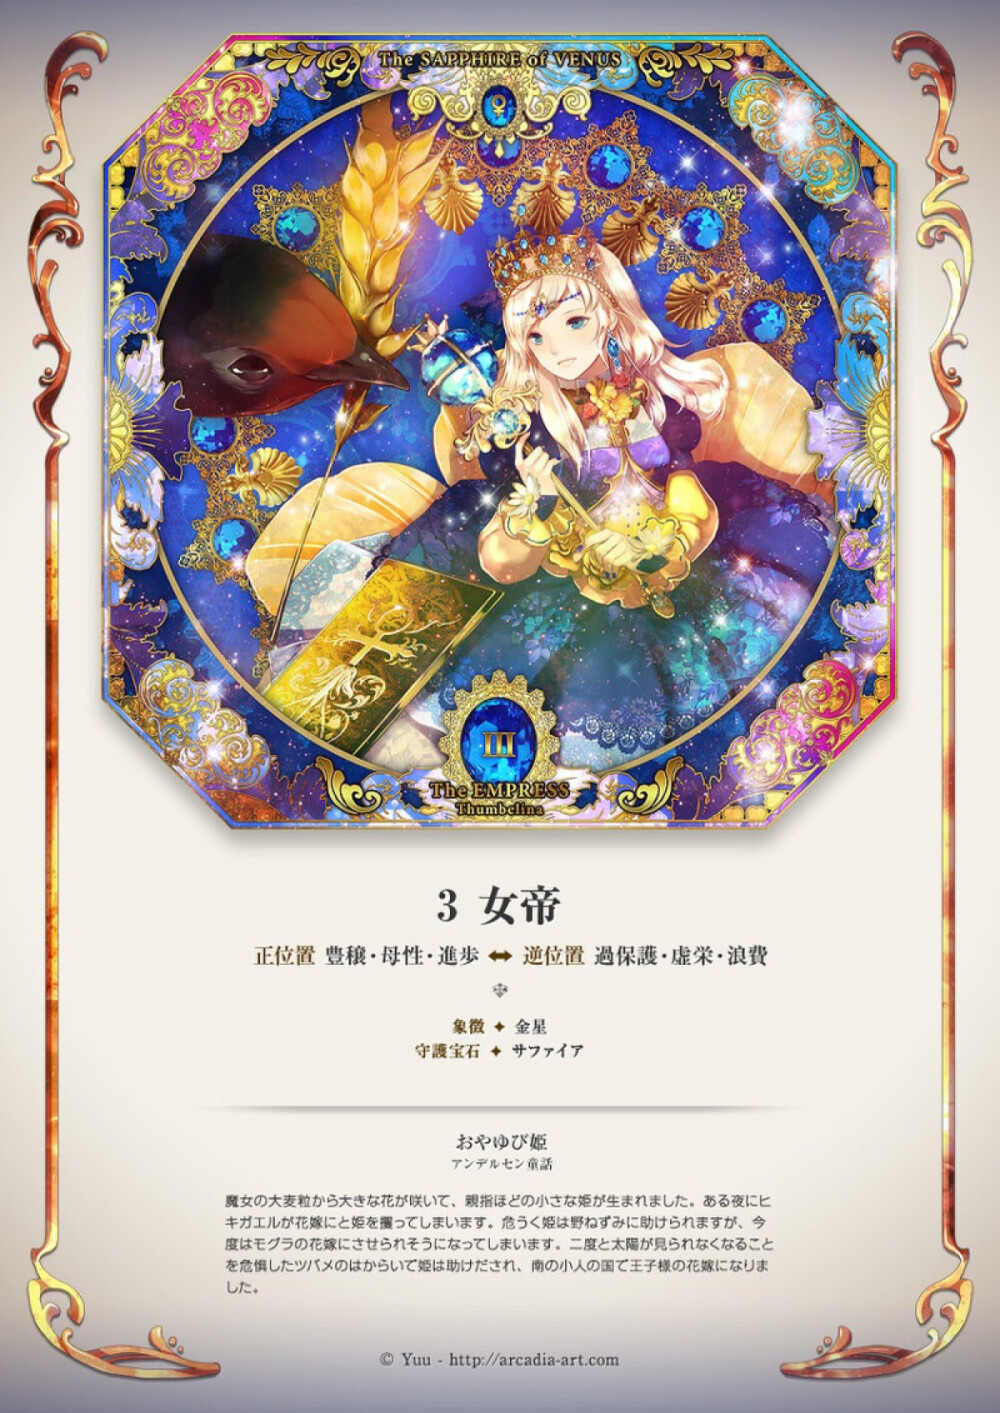 The SAPPHIRE of VENUS
♀
III
The EMPRESS
Thumbelina
3 女帝
正位置 豊穣・母性・進歩 ⬌ 逆位置 過保護・虚栄・浪費
象徴 ✦ 金星
守護宝石 ✦ サファイア
おやゆび姫
アンデルセン童話
魔女の大麦粒から大きな花が咲いて、親指ほどの小さな姫が生まれました。ある夜にヒ
キガエルが花嫁にと姫を攫ってしまいます。危うく姫は野ねずみに助けられますが、今
度はモグラの花嫁にさせられそうになってしまいます。二度と太陽が見られなくなること
を危惧したツバメのはからいで姫は助けだされ、南の小人の国で王子様の花嫁になりま
した。
© Yuu - http://arcadia-art.com